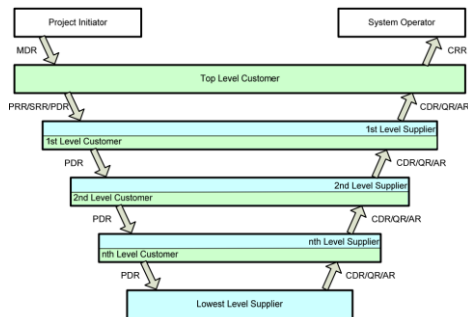 Project Initiator
System Operator
MDR
CRR
Top Level Customer
PRR/SRR/PDR
CDR/QR/AR
1st Level Supplier
1st Level Customer
PDR
CDR/QR/AR
2nd Level Supplier
2nd Level Customer
PDR
CDR/QR/AR
nth Level Supplier
nth Level Customer
PDR
CDR/QR/AR
Lowest Level Supplier